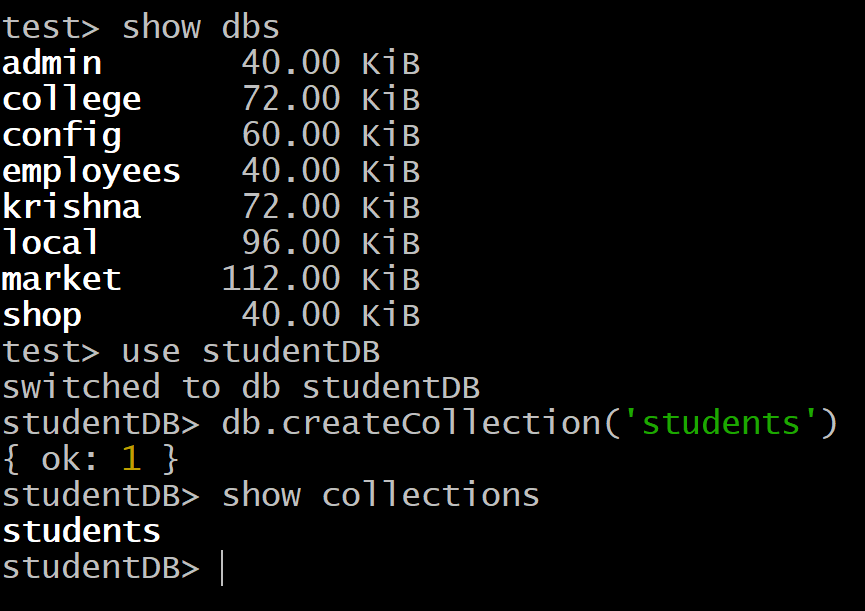 test> show dbs
admin       40.00 KiB
college     72.00 KiB
config      60.00 KiB
employees   40.00 KiB
krishna     72.00 KiB
local       96.00 KiB
market     112.00 KiB
shop        40.00 KiB
test> use studentDB
switched to db studentDB
studentDB> db.createCollection('students')
{ ok: 1 }
studentDB> show collections
students
studentDB>